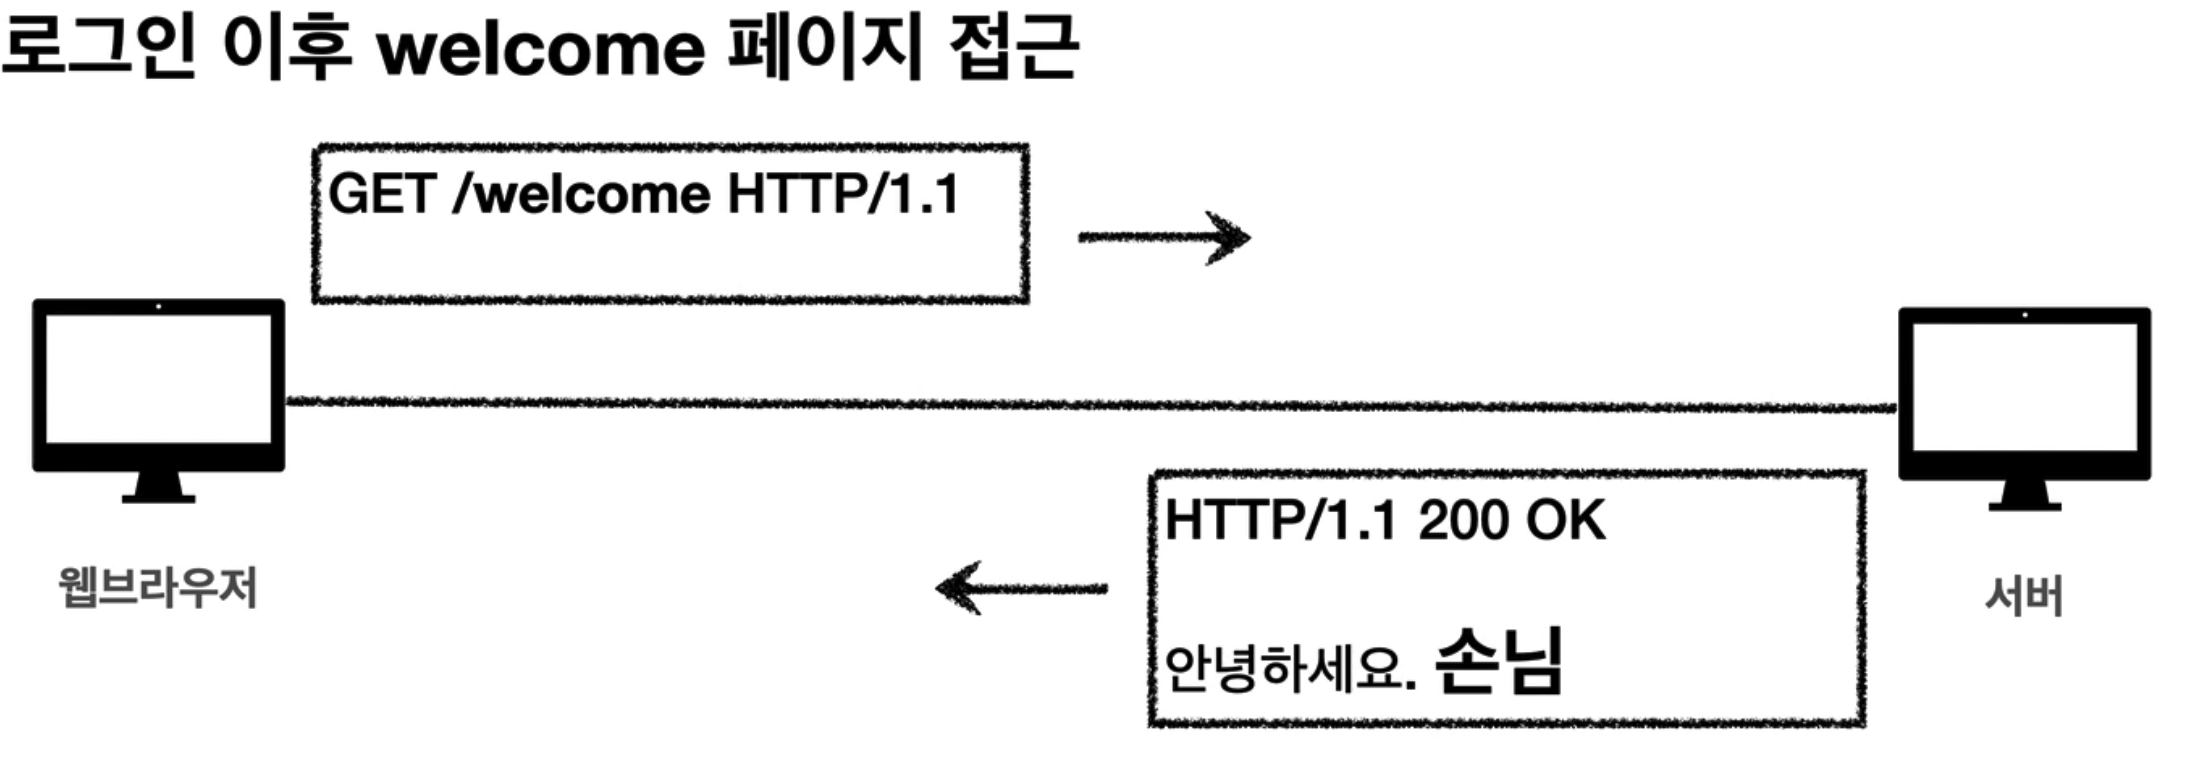 로그인 이후 welcome 페이지 접근
GET /welcome HTTP/1.1
웹브라우저
HTTP/1.1 200 OK
안녕하세요. 손님
서버